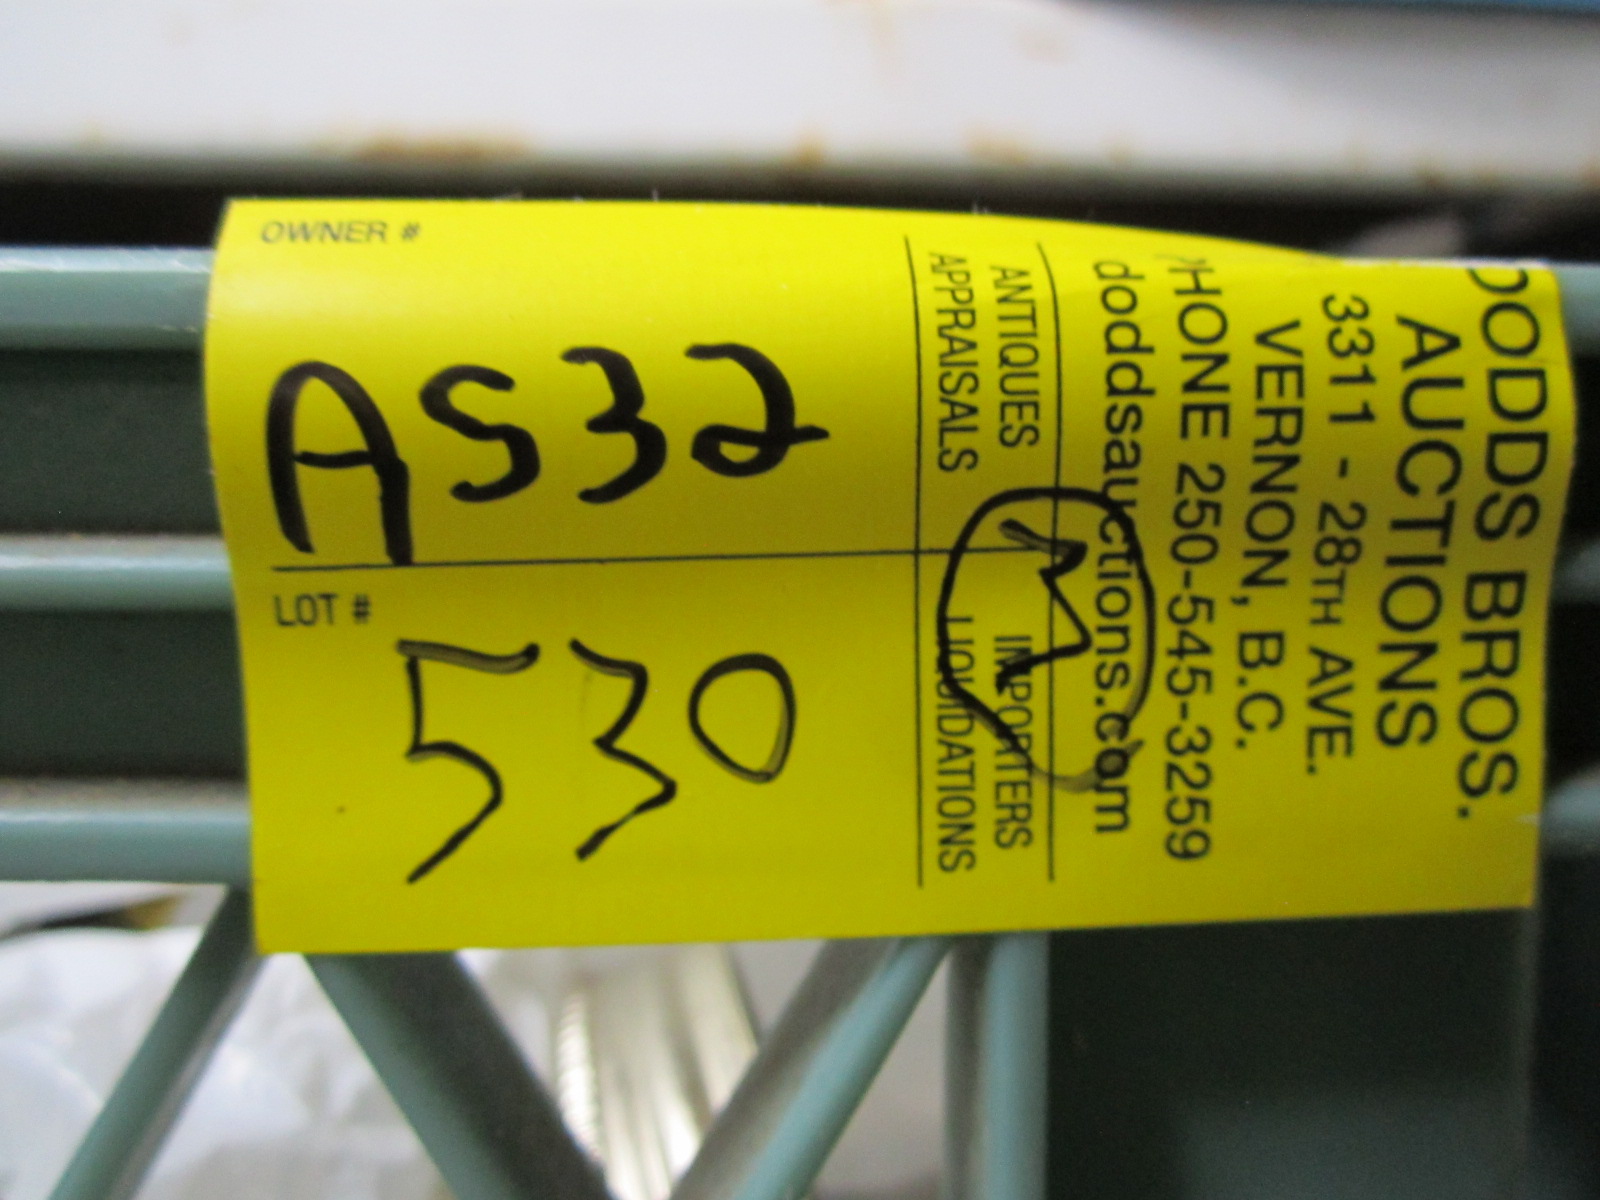 DODDS BROS.
AUCTIONS
3311 - 28TH AVE.
VERNON, B.C.
PHONE 250-545-3259
doddsauctions.com
ANTIQUES IMPORTERS
APPRAISALS LIQUIDATIONS
OWNER #
A532
LOT #
530